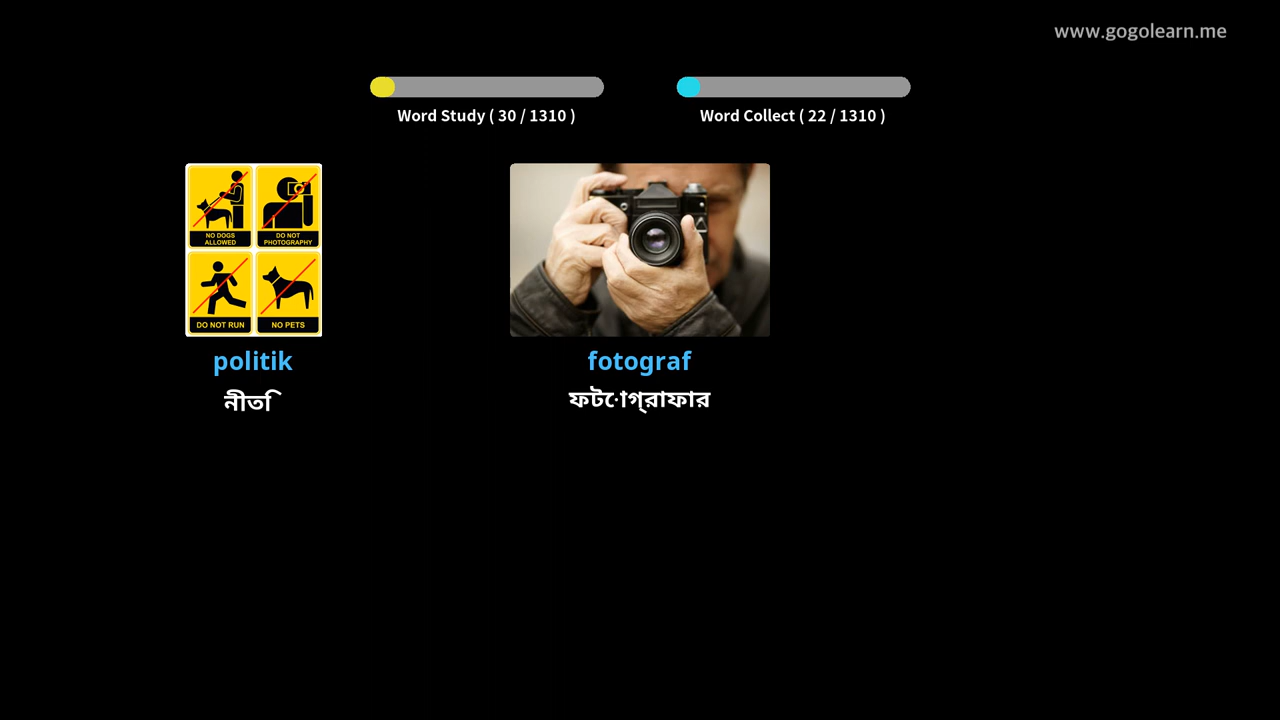 www.gogolearn.me
Word Study ( 30 / 1310 )
Word Collect ( 22 / 1310 )
NO DOGS
ALLOWED
DO NOT
PHOTOGRAPHY
DO NOT RUN
NO PETS
politik
নীতি
fotograf
ফটোগ্রাফার